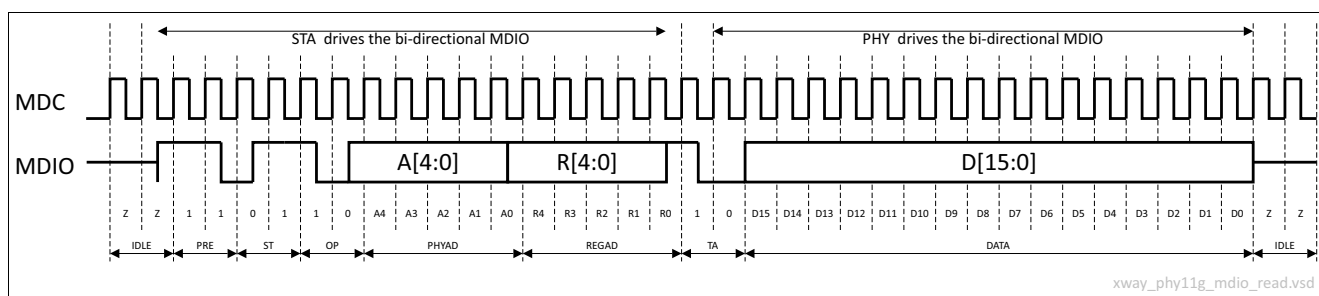 STA drives the bi-directional MDIO PHY drives the bi-directional MDIO
MDC
MDIO A[4:0] R[4:0] D[15:0]
Z Z 1 1 0 1 1 0 A4 A3 A2 A1 A0 R4 R3 R2 R1 R0 1 0 D15 D14 D13 D12 D11 D10 D9 D8 D7 D6 D5 D4 D3 D2 D1 D0 Z Z
IDLE PRE ST OP PHYAD REGAD TA DATA IDLE
xway_phy11g_mdio_read.vsd